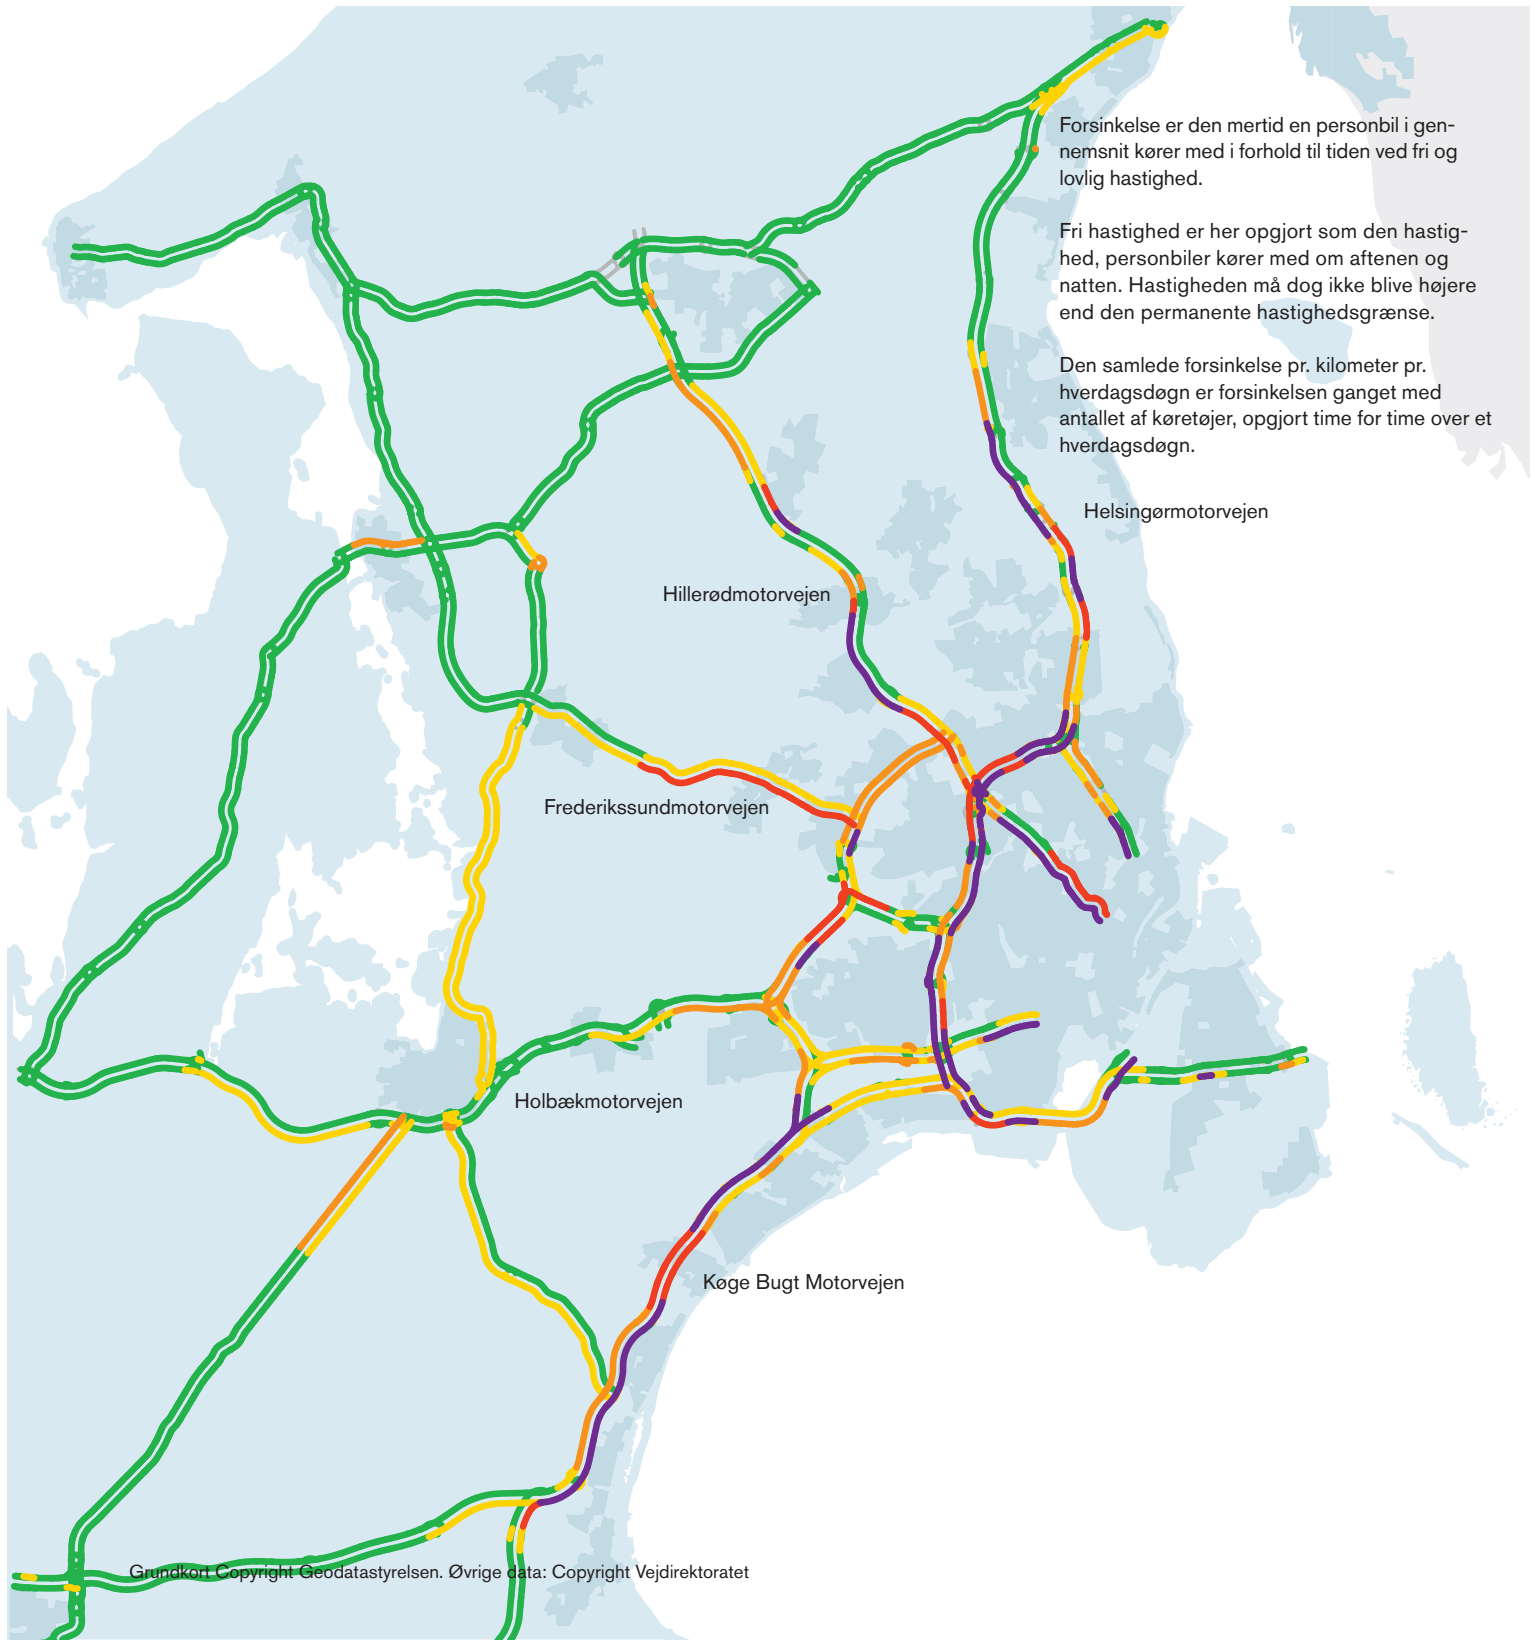 Forsinkelse er den mertid en personbil i gen-
nemsnit kører med i forhold til tiden ved fri og
lovlig hastighed.
Fri hastighed er her opgjort som den hastig-
hed, personbiler kører med om aftenen og
natten. Hastigheden må dog ikke blive højere
end den permanente hastighedsgrænse.
Den samlede forsinkelse pr. kilometer pr.
hverdagsdøgn er forsinkelsen ganget med
antallet af køretøjer, opgjort time for time over et
hverdagsdøgn.
Helsingørmotorvejen
Hillerødmotorvejen
Frederikssundmotorvejen
Holbækmotorvejen
Køge Bugt Motorvejen
Grundkort Copyright Geodatastyrelsen. Øvrige data: Copyright Vejdirektoratet